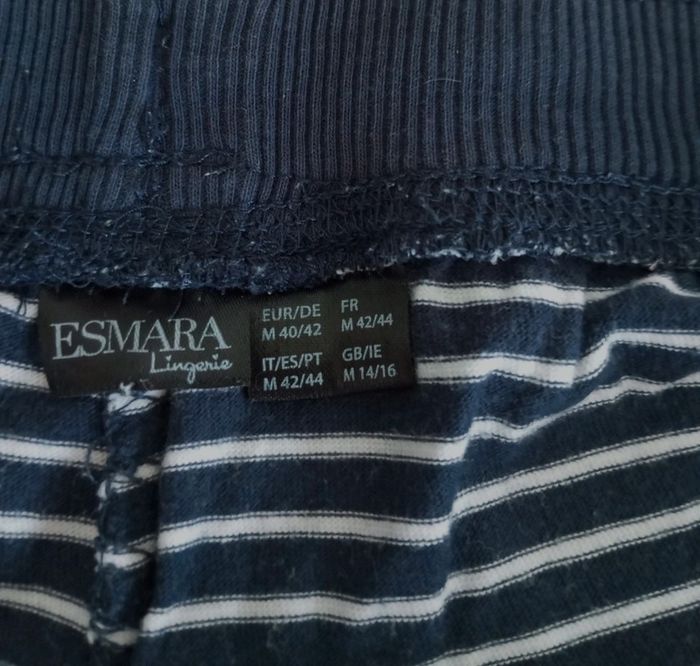 ESMARA
Lingerie
EUR/DE
M 40/42
FR
M 42/44
IT/ES/PT
M 42/44
GB/IE
M 14/16